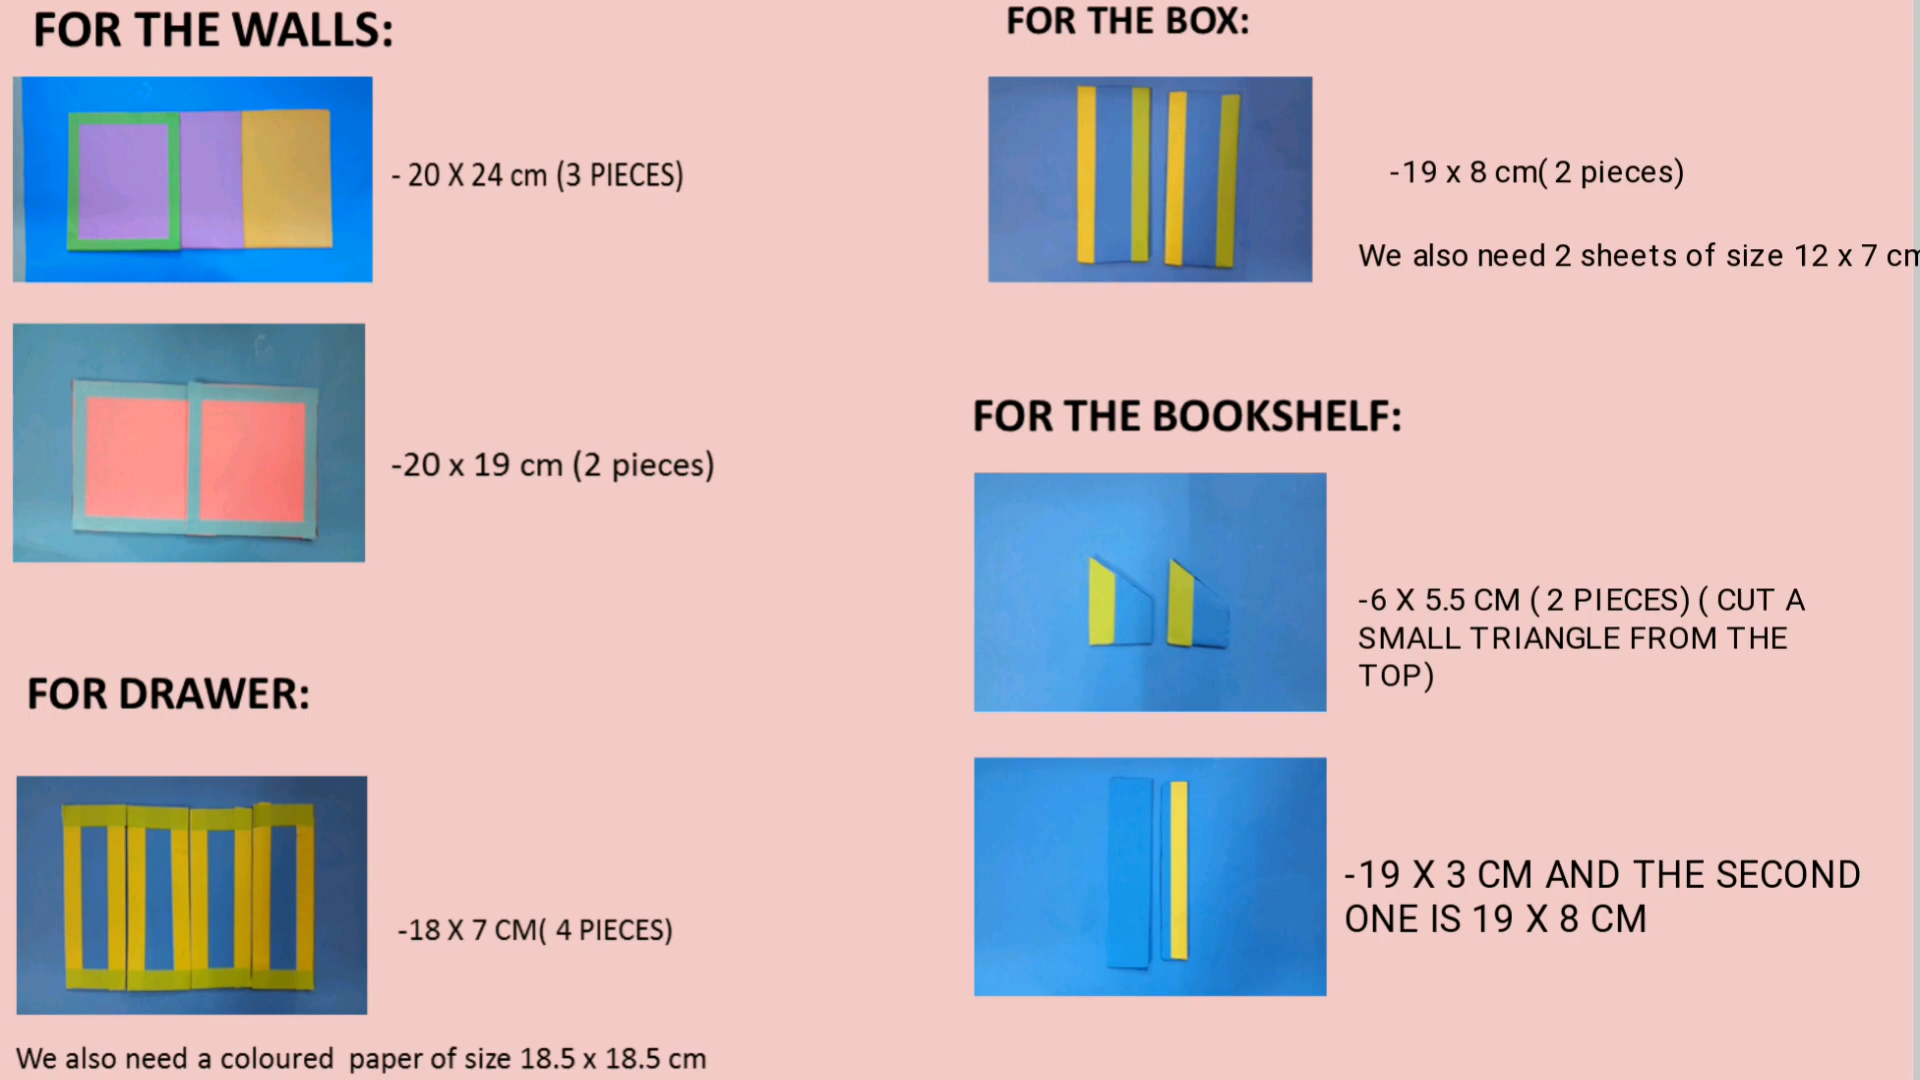 FOR THE WALLS:
- 20 X 24 cm (3 PIECES)
-20 x 19 cm (2 pieces)
FOR DRAWER:
-18 X 7 CM( 4 PIECES)
We also need a coloured paper of size 18.5 x 18.5 cm
FOR THE BOX:
-19 x 8 cm( 2 pieces)
We also need 2 sheets of size 12 x 7 cm
FOR THE BOOKSHELF:
-6 X 5.5 CM ( 2 PIECES) ( CUT A
SMALL TRIANGLE FROM THE
TOP)
-19 X 3 CM AND THE SECOND
ONE IS 19 X 8 CM